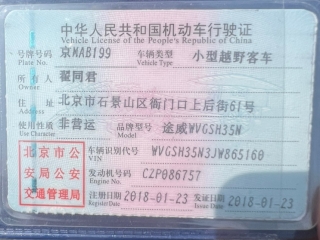 中华人民共和国机动车行驶证
Vehicle License of the People's Republic of China
号牌号码 京MAB199 车辆类型 小型越野客车
Plate No. Vehicle Type
所有人 翟同君
Owner
住址 北京市石景山区衙门口上后街61号
Address
使用性质 非营运 品牌型号 途威WVGSH35N
Use Character Model
北京市公安局公安交通管理局
车辆识别代号 WVGSH35N3JW865160
VIN
发动机号码 CZP086757
Engine No.
注册日期 2018-01-23 发证日期 2018-01-23
Register Date Issue Date